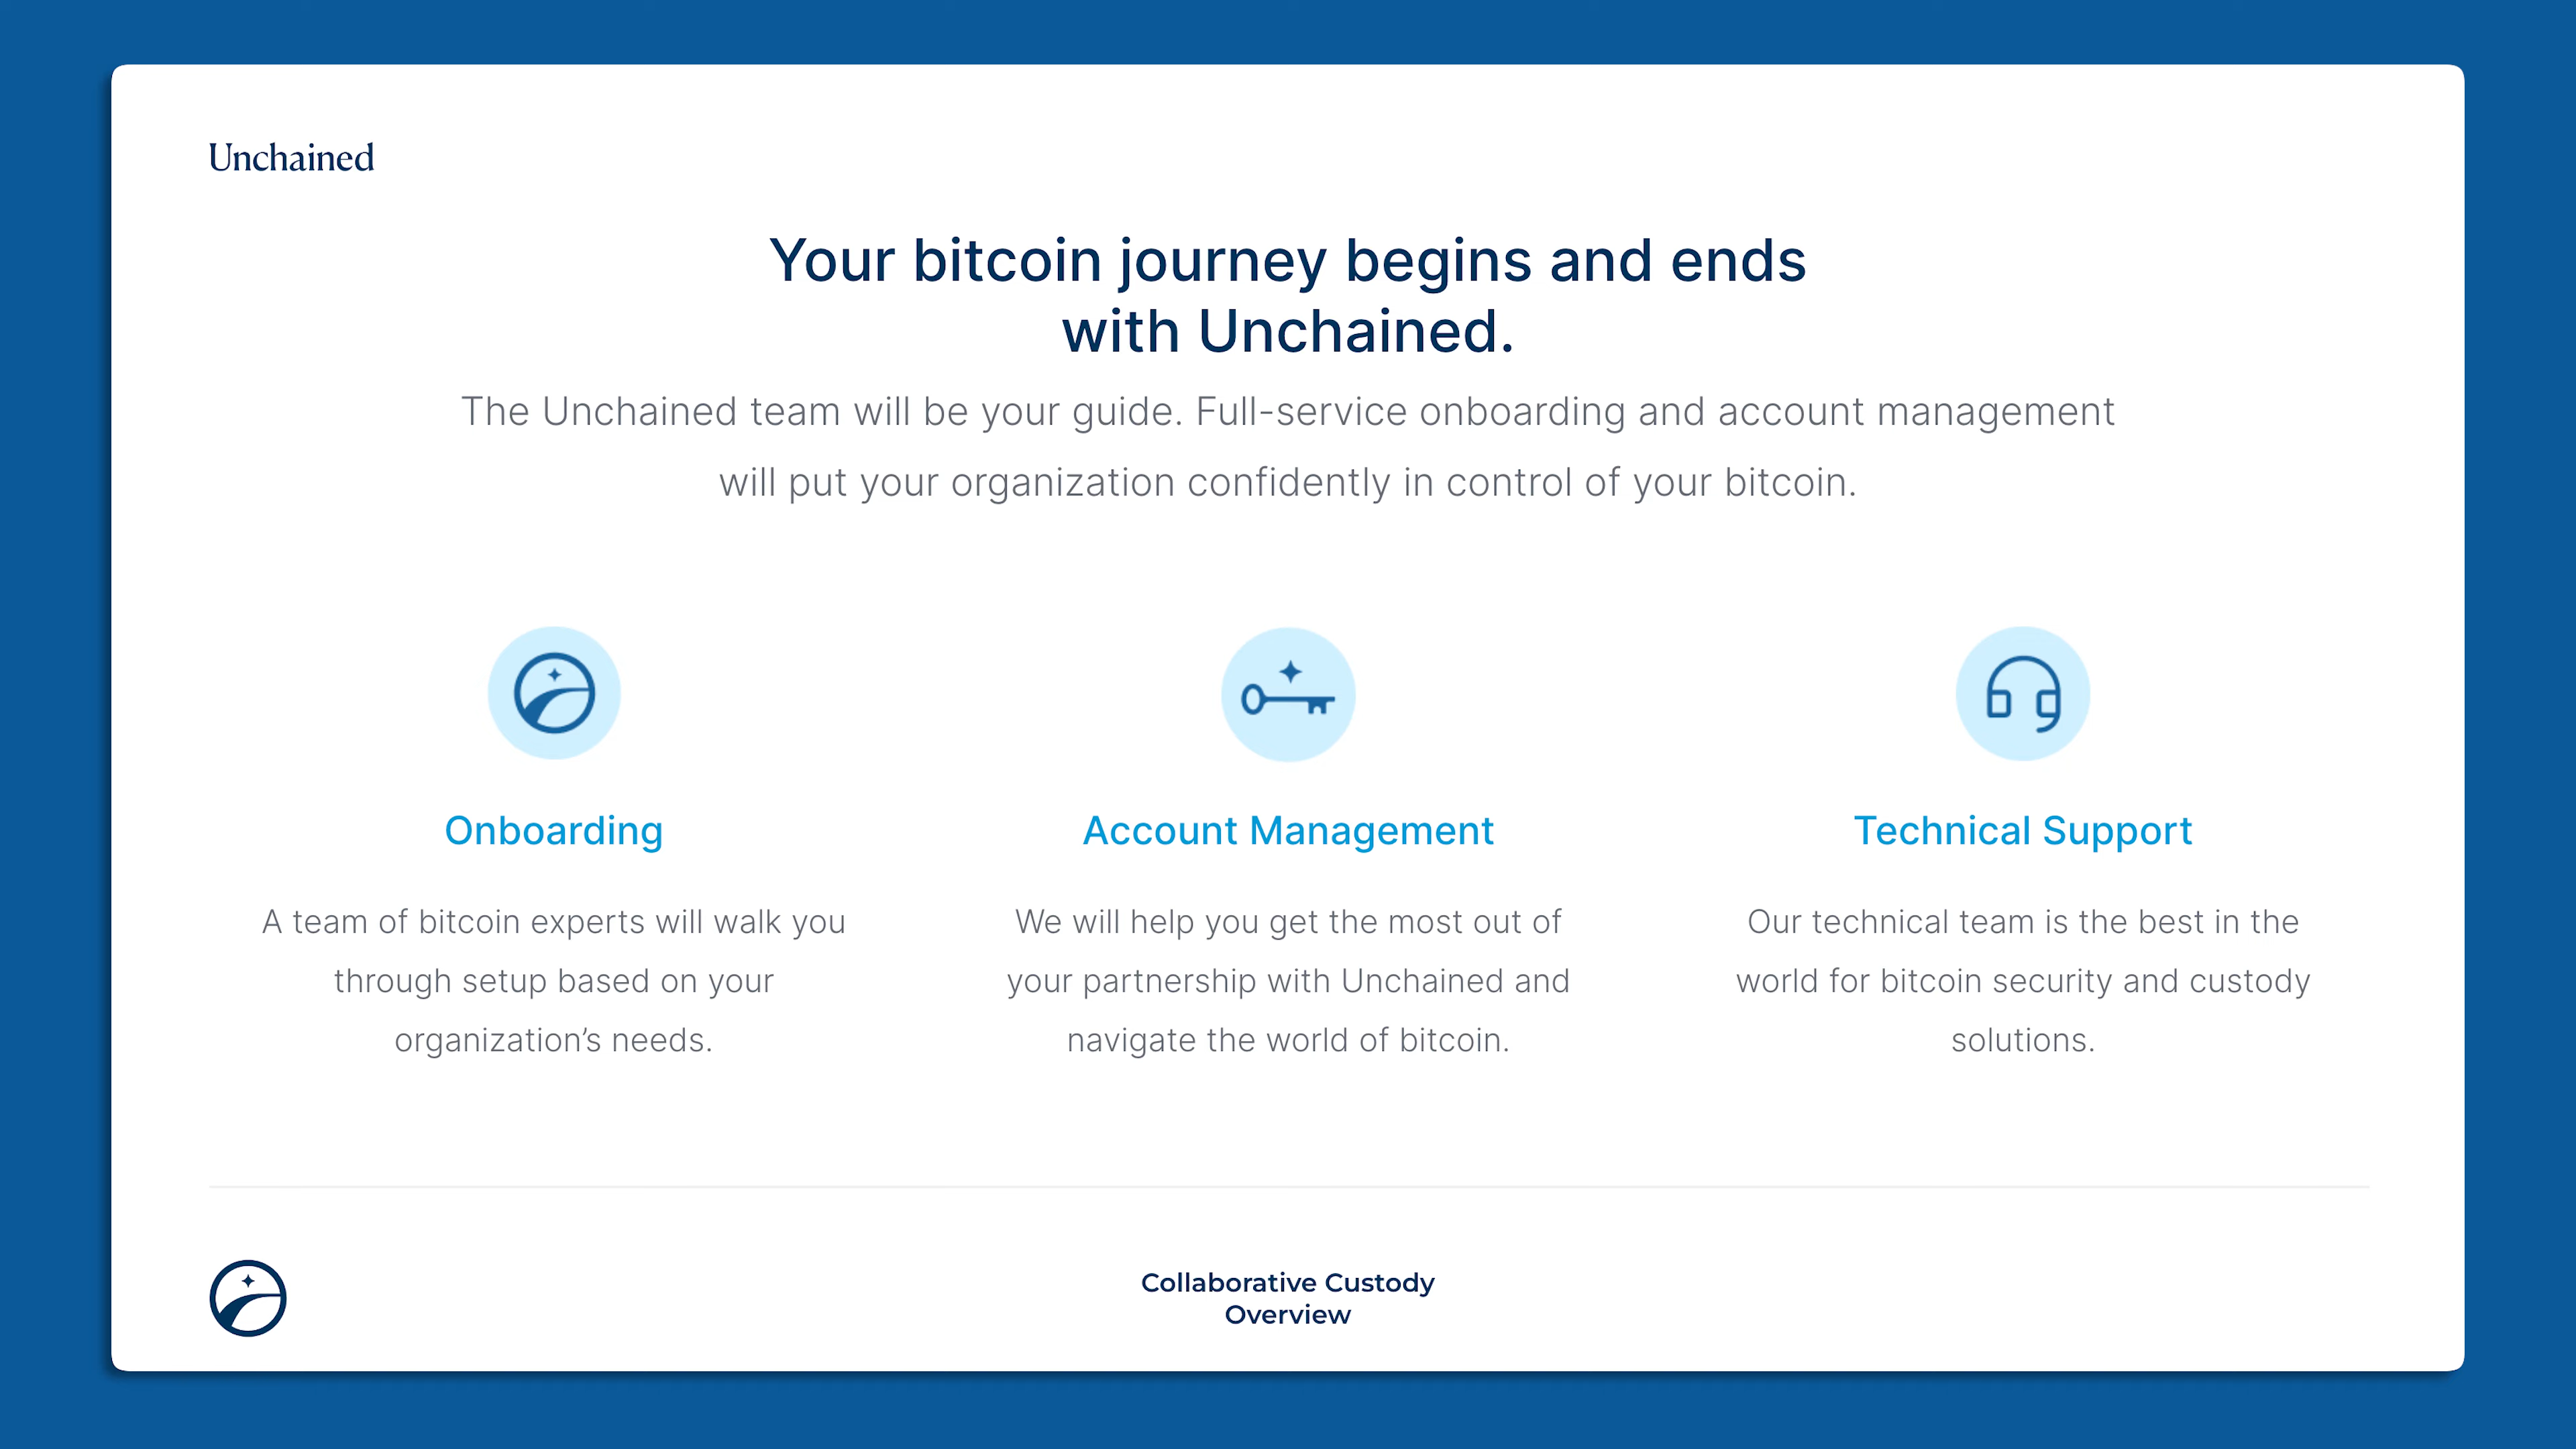 Unchained
Your bitcoin journey begins and ends
with Unchained.
The Unchained team will be your guide. Full-service onboarding and account management
will put your organization confidently in control of your bitcoin.
Onboarding
A team of bitcoin experts will walk you
through setup based on your
organization’s needs.
Account Management
We will help you get the most out of
your partnership with Unchained and
navigate the world of bitcoin.
Technical Support
Our technical team is the best in the
world for bitcoin security and custody
solutions.
Collaborative Custody
Overview